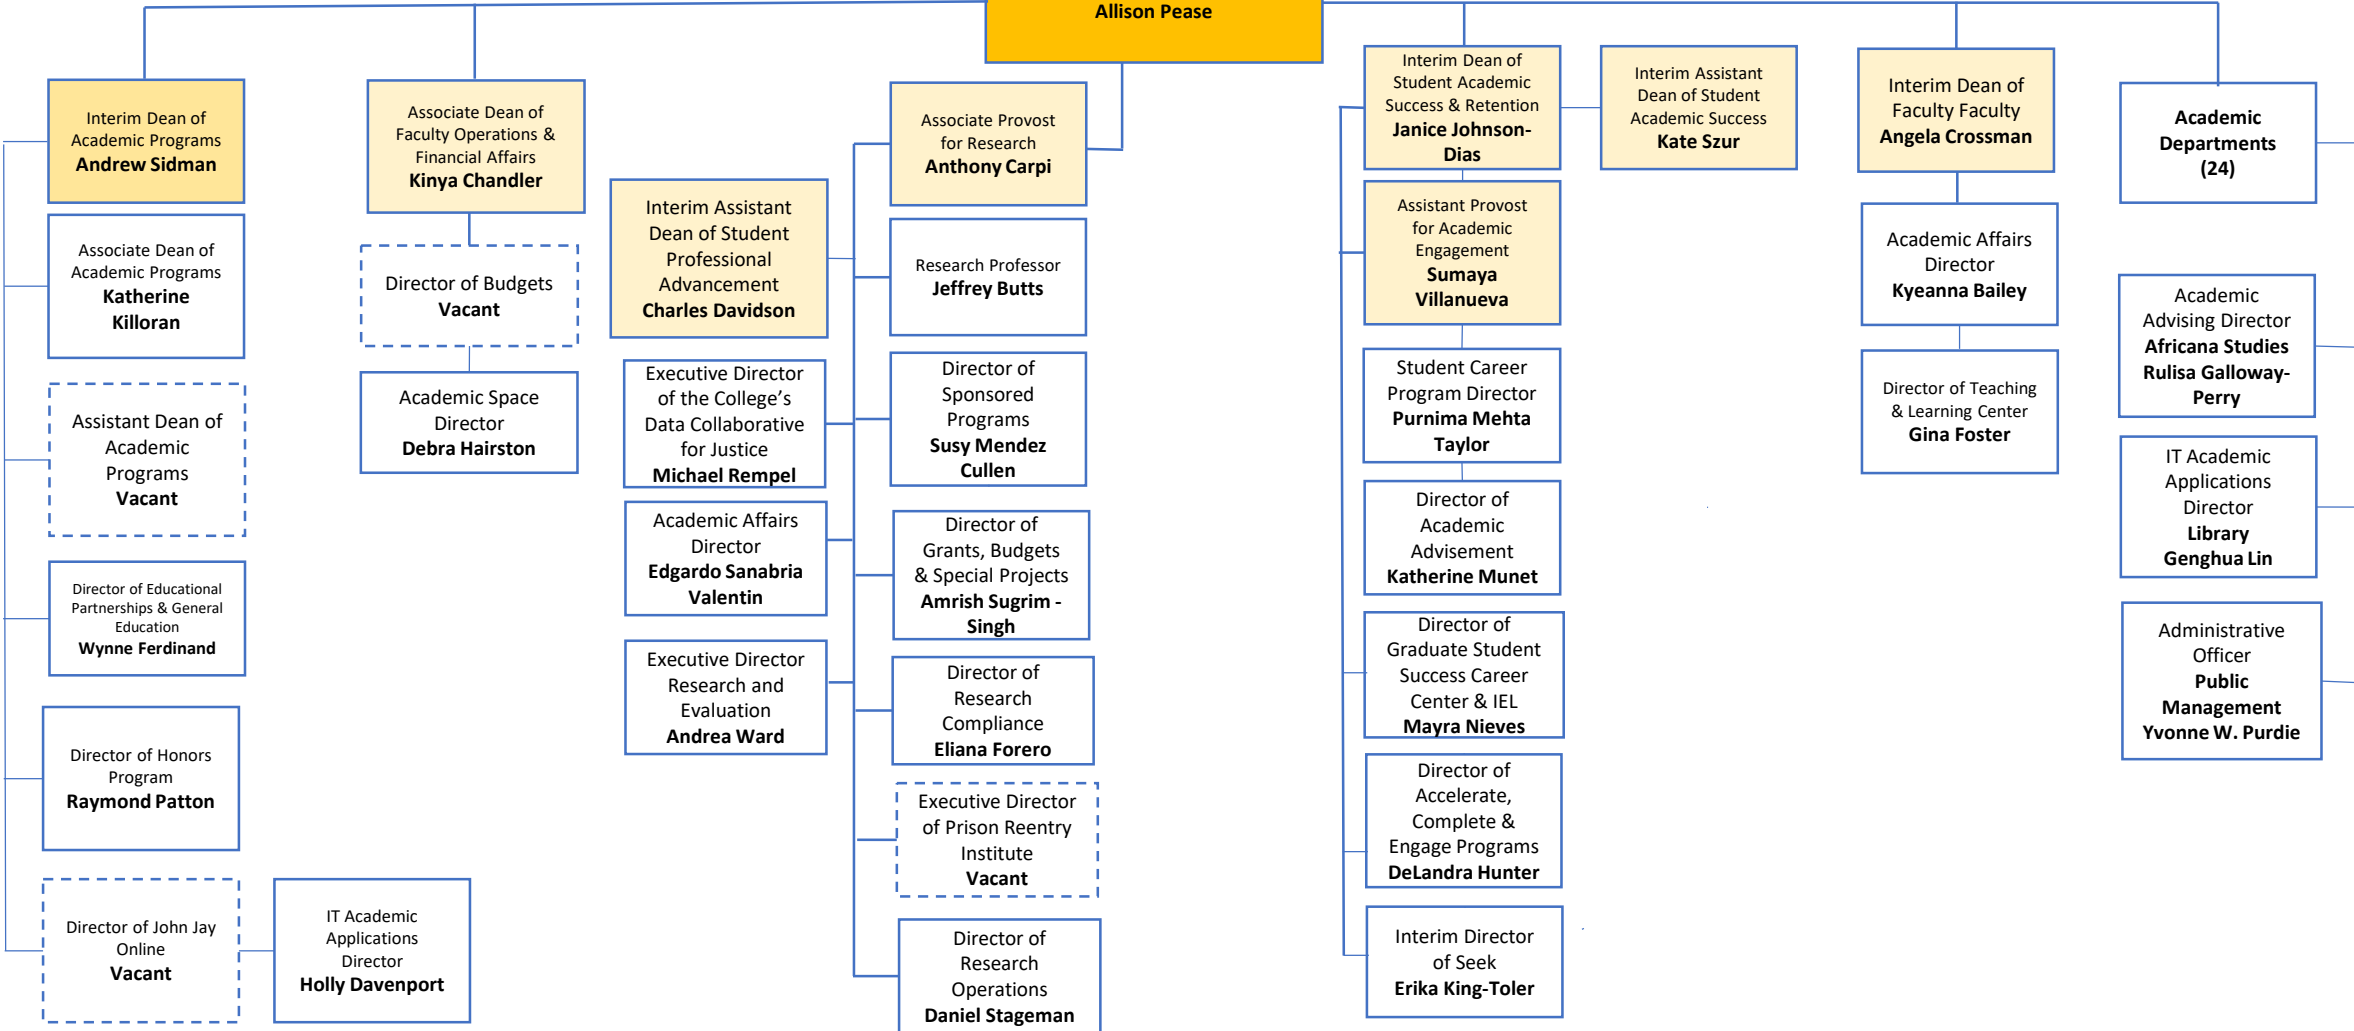 Allison Pease
Interim Dean of
Academic Programs
Andrew Sidman
Associate Dean of
Academic Programs
Katherine
Killoran
Assistant Dean of
Academic
Programs
Vacant
Director of Educational
Partnerships & General
Education
Wynne Ferdinand
Director of Honors
Program
Raymond Patton
Director of John Jay
Online
Vacant
IT Academic
Applications
Director
Holly Davenport
Associate Dean of
Faculty Operations &
Financial Affairs
Kinya Chandler
Director of Budgets
Vacant
Academic Space
Director
Debra Hairston
Interim Assistant
Dean of Student
Professional
Advancement
Charles Davidson
Executive Director
of the College’s
Data Collaborative
for Justice
Michael Rempel
Academic Affairs
Director
Edgardo Sanabria
Valentin
Executive Director
Research and
Evaluation
Andrea Ward
Associate Provost
for Research
Anthony Carpi
Research Professor
Jeffrey Butts
Director of
Sponsored
Programs
Susy Mendez
Cullen
Director of
Grants, Budgets
& Special Projects
Amrish Sugrim -
Singh
Director of
Research
Compliance
Eliana Forero
Executive Director
of Prison Reentry
Institute
Vacant
Director of
Research
Operations
Daniel Stageman
Interim Dean of
Student Academic
Success & Retention
Janice Johnson-
Dias
Interim Assistant
Dean of Student
Academic Success
Kate Szur
Assistant Provost
for Academic
Engagement
Sumaya
Villanueva
Student Career
Program Director
Purnima Mehta
Taylor
Director of
Academic
Advisement
Katherine Munet
Director of
Graduate Student
Success Career
Center & IEL
Mayra Nieves
Director of
Accelerate,
Complete &
Engage Programs
DeLandra Hunter
Interim Director
of Seek
Erika King-Toler
Interim Dean of
Faculty Faculty
Angela Crossman
Academic Affairs
Director
Kyeanna Bailey
Director of Teaching
& Learning Center
Gina Foster
Academic
Departments
(24)
Academic
Advising Director
Africana Studies
Rulisa Galloway-
Perry
IT Academic
Applications
Director
Library
Genghua Lin
Administrative
Officer
Public
Management
Yvonne W. Purdie